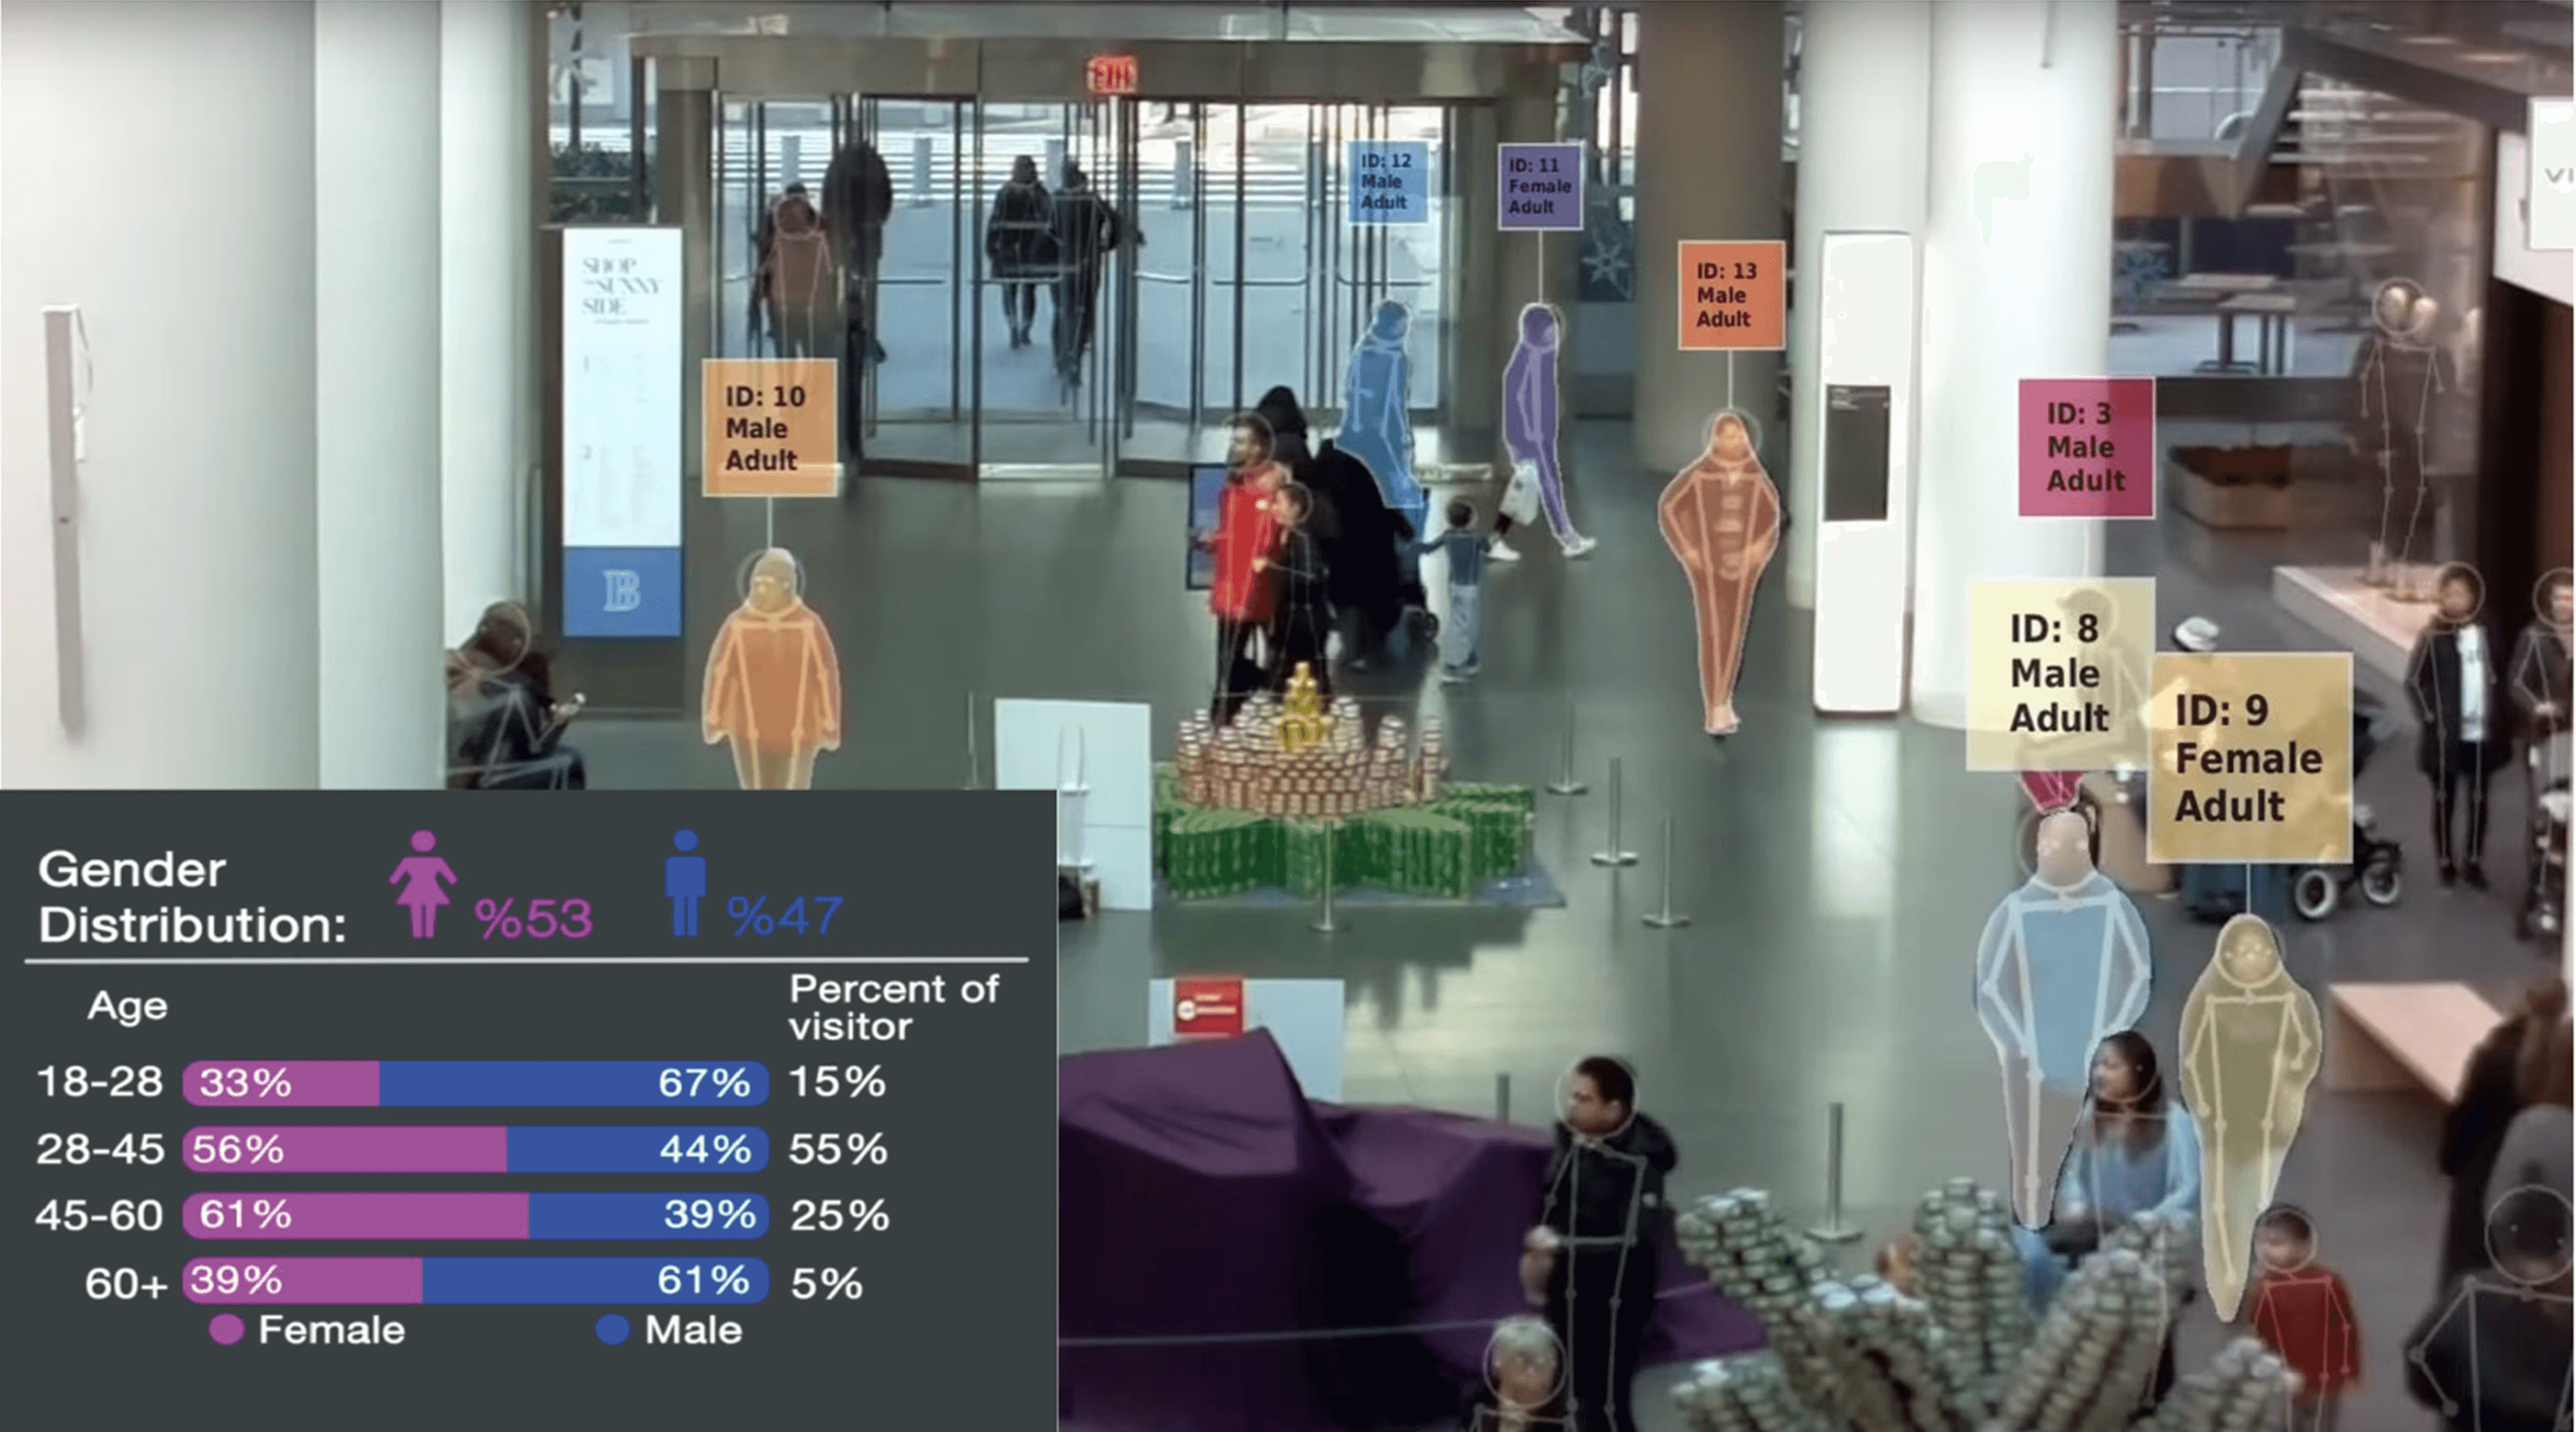 EXIT
ID: 12
Male
Adult
ID: 11
Female
Adult
SHOP
SUNNY
SIDE
ID: 13
Male
Adult
ID: 10
Male
Adult
ID: 3
Male
Adult
ID: 8
Male
Adult
ID: 9
Female
Adult
VI
B
Gender
Distribution:
%53 %47
Age
Percent of
visitor
18-28 33% 67% 15%
28-45 56% 44% 55%
45-60 61% 39% 25%
60+ 39% 61% 5%
Female Male